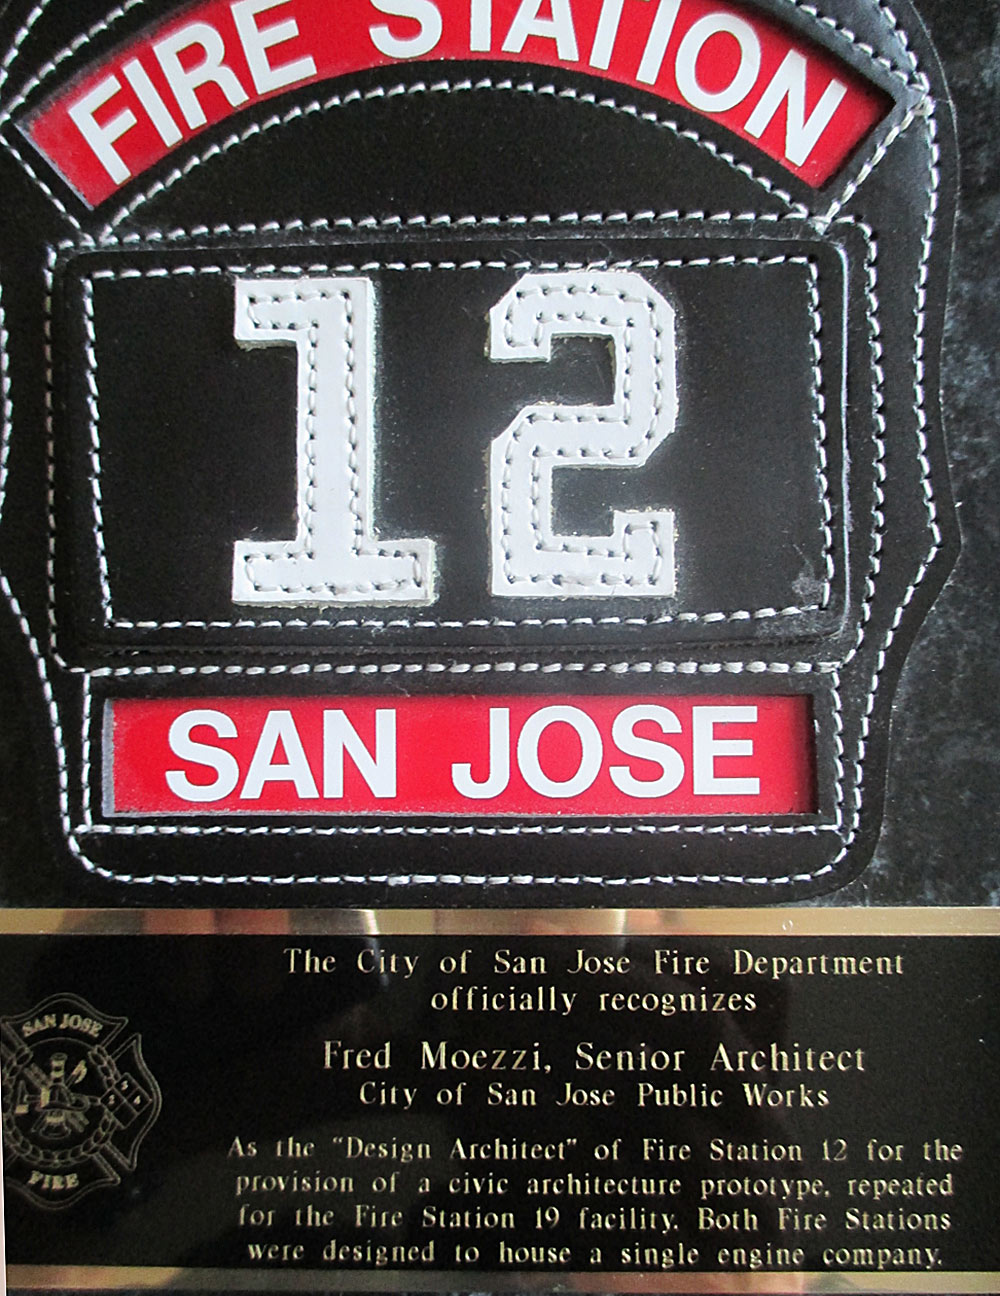 FIRE STATION
12
SAN JOSE
The City of San Jose Fire Department
officially recognizes
Fred Moezzi, Senior Architect
City of San Jose Public Works
As the "Design Architect" of Fire Station 12 for the
provision of a civic architecture prototype, repeated
for the Fire Station 19 facility. Both Fire Stations
were designed to house a single engine company.
SAN JOSE
FIRE